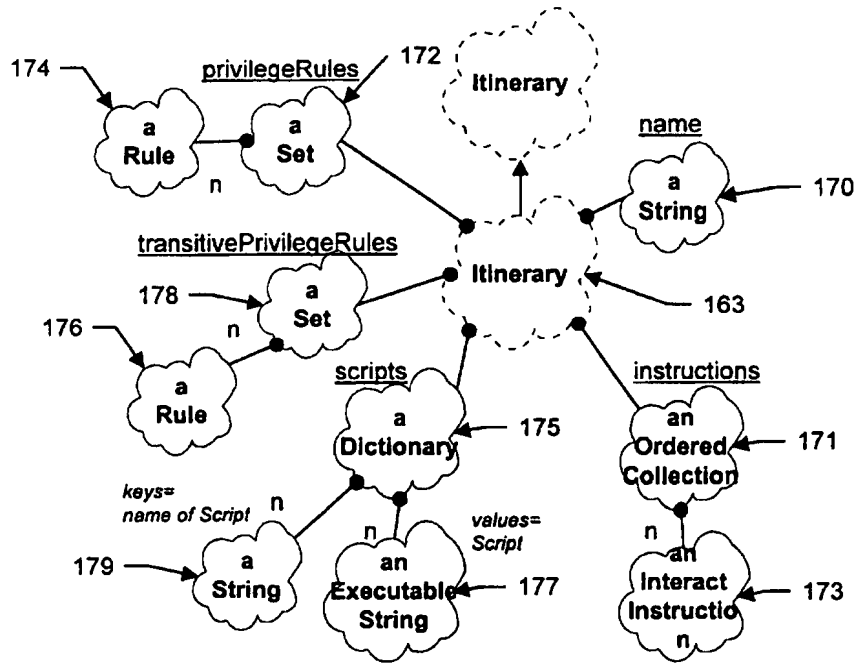 174
privilegeRules
172
a
Rule
n
a
Set
Itinerary
name
a
String
170
transitivePrivilegeRules
178
a
Set
176
n
a
Rule
Itinerary
163
scripts
a
Dictionary
175
instructions
an
Ordered
Collection
171
keys=
name of Script
n
179
a
String
n
an
Executable
String
values=
Script
177
n
an
Interact
Instructio
n
173